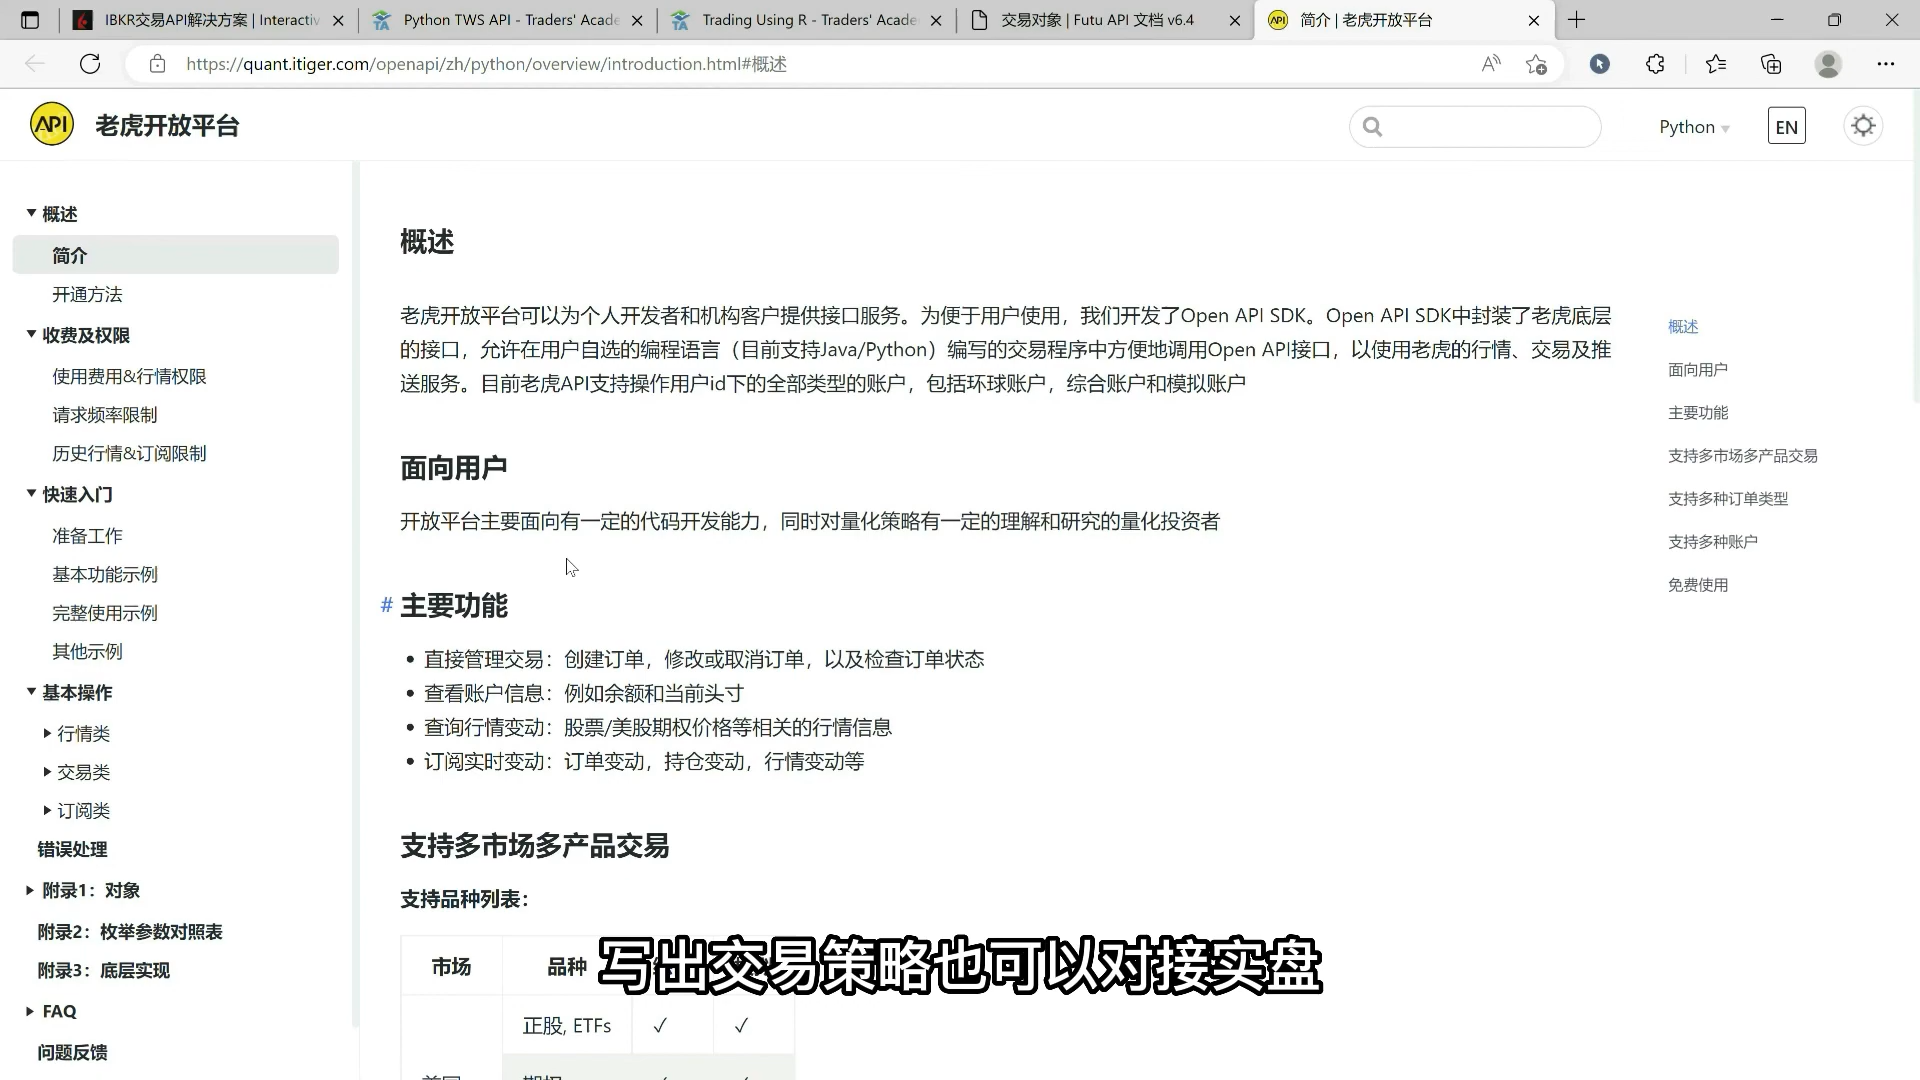 IBKR交易API解决方案 | Interactiv
Python TWS API - Traders' Acade
Trading Using R - Traders' Acade
交易对象 | Futu API 文档 v6.4
API 简介 | 老虎开放平台
https://quant.itiger.com/openapi/zh/python/overview/introduction.html#概述
API 老虎开放平台
Python
EN
概述
简介
开通方法
收费及权限
使用费用&行情权限
请求频率限制
历史行情&订阅限制
快速入门
准备工作
基本功能示例
完整使用示例
其他示例
基本操作
行情类
交易类
订阅类
错误处理
附录1：对象
附录2：枚举参数对照表
附录3：底层实现
FAQ
问题反馈
概述
老虎开放平台可以为个人开发者和机构客户提供接口服务。为便于用户使用，我们开发了Open API SDK。Open API SDK中封装了老虎底层
的接口，允许在用户自选的编程语言（目前支持Java/Python）编写的交易程序中方便地调用Open API接口，以使用老虎的行情、交易及推
送服务。目前老虎API支持操作用户id下的全部类型的账户，包括环球账户，综合账户和模拟账户
面向用户
开放平台主要面向有一定的代码开发能力，同时对量化策略有一定的理解和研究的量化投资者
# 主要功能
• 直接管理交易：创建订单，修改或取消订单，以及检查订单状态
• 查看账户信息：例如余额和当前头寸
• 查询行情变动：股票/美股期权价格等相关的行情信息
• 订阅实时变动：订单变动，持仓变动，行情变动等
支持多市场多产品交易
支持品种列表：
市场 品种
写出交易策略也可以对接实盘
正股, ETFs ✓ ✓
概述
面向用户
主要功能
支持多市场多产品交易
支持多种订单类型
支持多种账户
免费使用